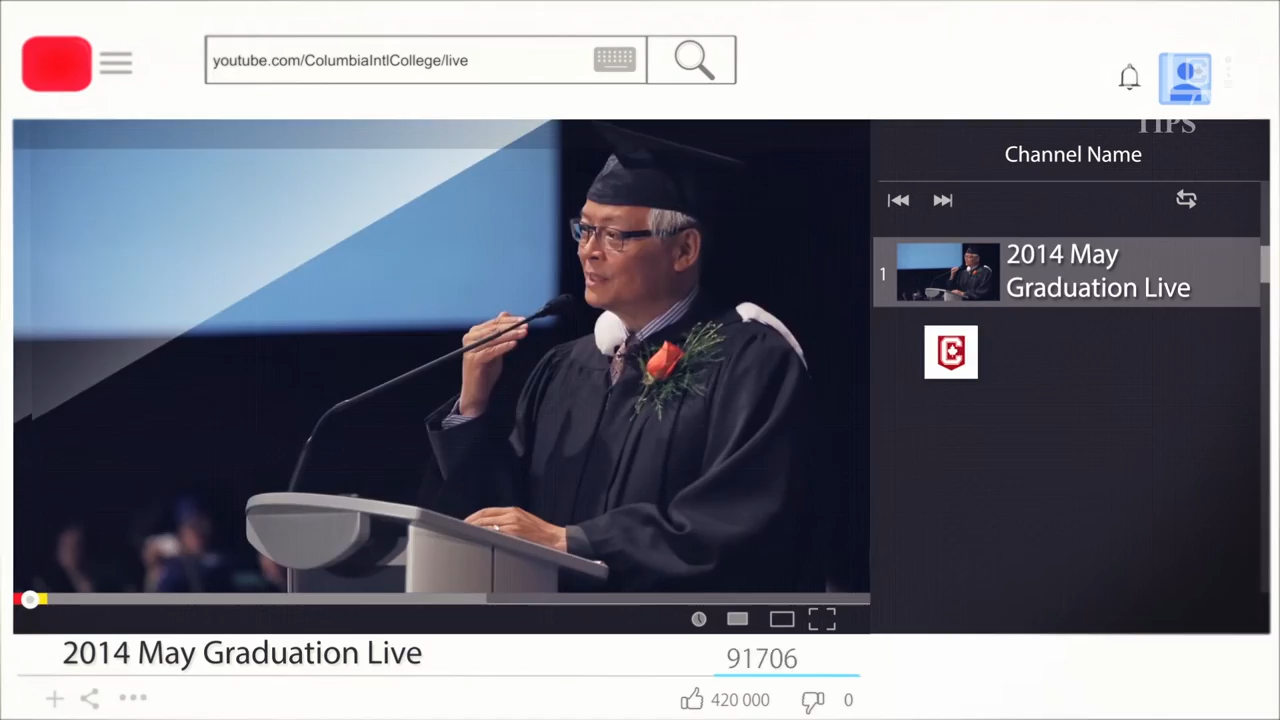 youtube.com/ColumbiaIntlCollege/live
TIPS
Channel Name
1
2014 May
Graduation Live
C
2014 May Graduation Live
91706
420 000
0